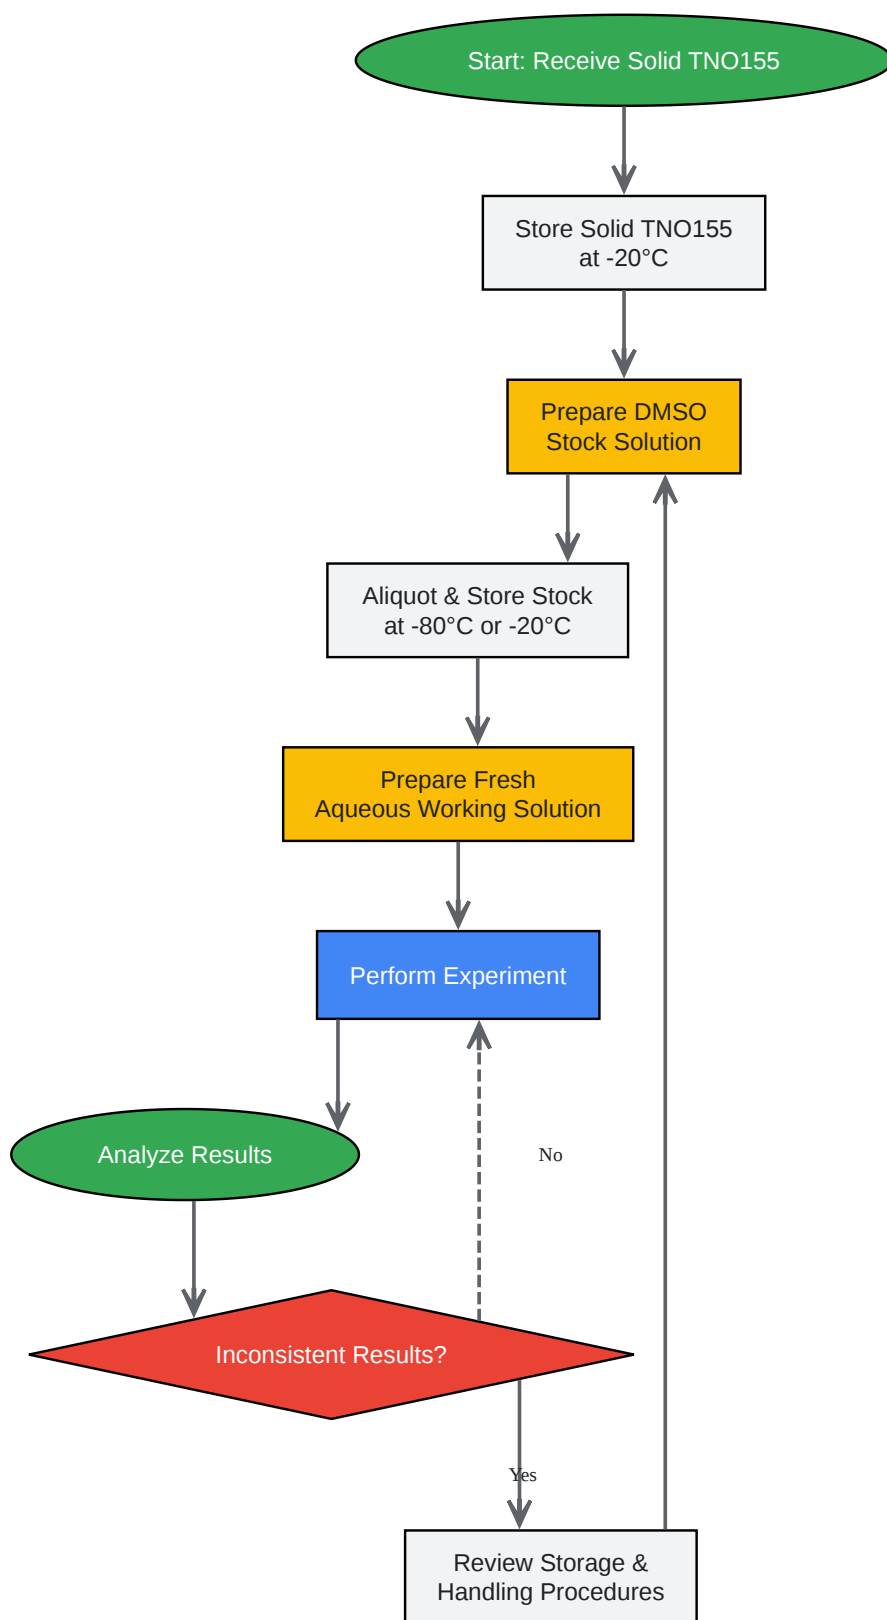 Start: Receive Solid TNO155
Store Solid TNO155
at -20°C
Prepare DMSO
Stock Solution
Aliquot & Store Stock
at -80°C or -20°C
Prepare Fresh
Aqueous Working Solution
Perform Experiment
Analyze Results
No
Inconsistent Results?
Yes
Review Storage &
Handling Procedures